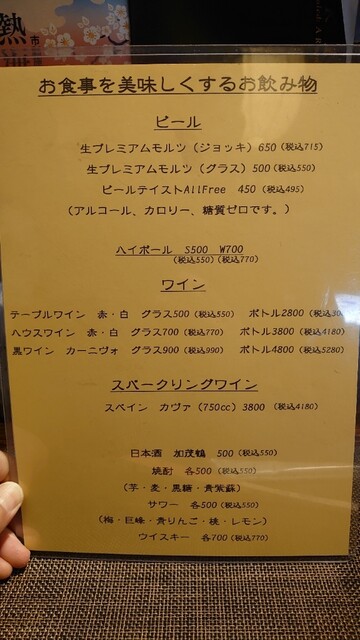 熱
市
お食事を美味しくするお飲み物
ビール
生プレミアムモルツ（ジョッキ）650（税込715）
生プレミアムモルツ（グラス）500（税込550）
ビールテイストAllFree 450（税込495）
（アルコール、カロリー、糖質ゼロです。）
ハイボール S500 W700
（税込550）（税込770）
ワイン
テーブルワイン 赤・白 グラス500（税込550） ボトル2800（税込30
ハウスワイン 赤・白 グラス700（税込770） ボトル3800（税込4180）
黒ワイン カーニヴォ グラス900（税込990） ボトル4800（税込5280）
スパークリングワイン
スペイン カヴァ（750cc）3800（税込4180）
日本酒 加茂鶴 500（税込550）
焼酎 各500（税込550）
（芋・麦・黒糖・青紫蘇）
サワー 各500（税込550）
（梅・巨峰・青りんご・桃・レモン）
ウイスキー 各700（税込770）